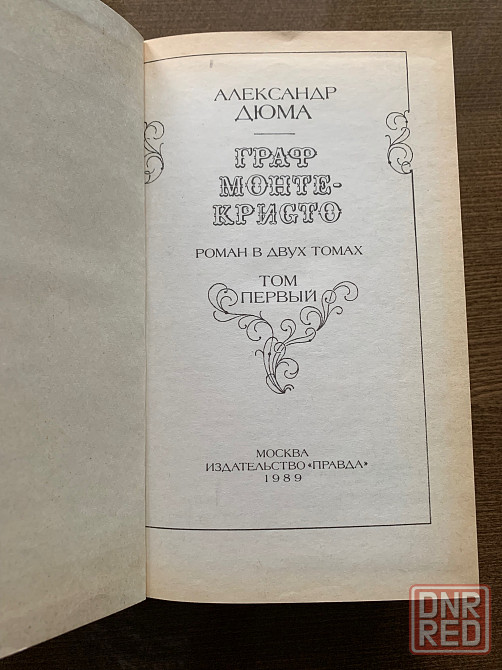 АЛЕКСАНДР
ДЮМА
ГРАФ
МОНТЕ-
КРИСТО
РОМАН В ДВУХ ТОМАХ
ТОМ
ПЕРВЫЙ
МОСКВА
ИЗДАТЕЛЬСТВО «ПРАВДА»
1989
DNR
RED